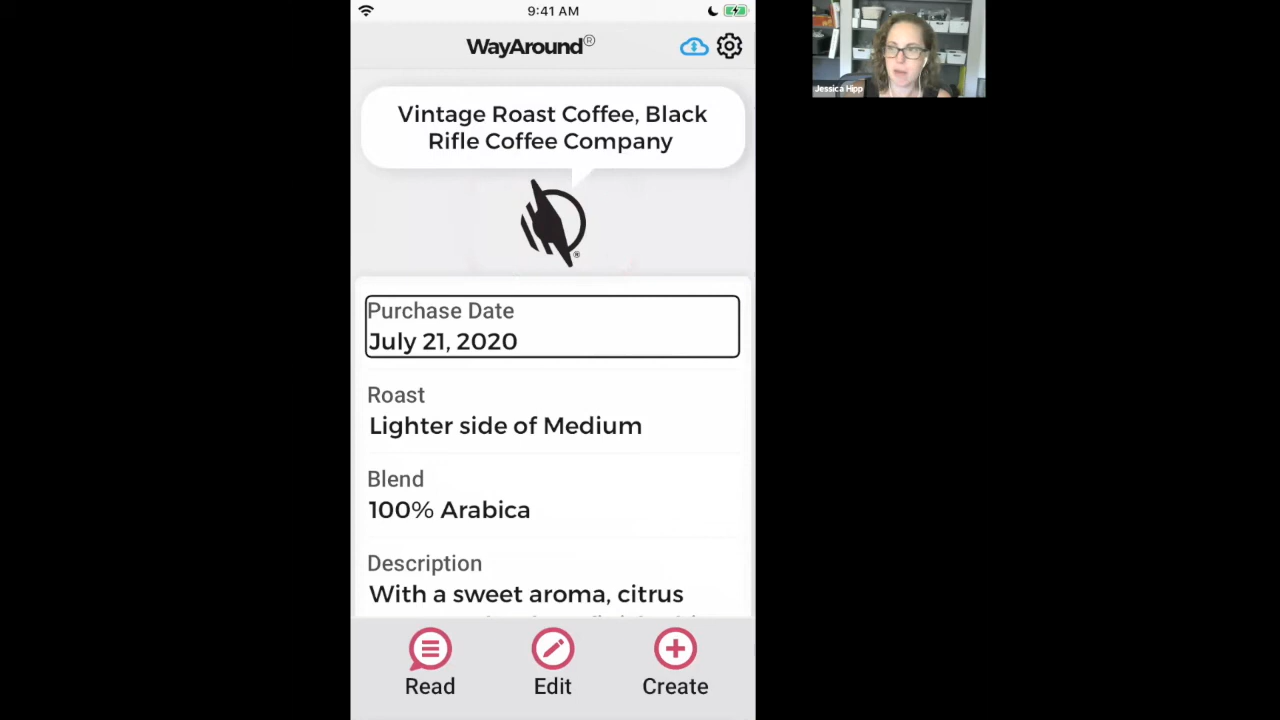 9:41 AM
WayAround®
Vintage Roast Coffee, Black
Rifle Coffee Company
®
Purchase Date
July 21, 2020
Roast
Lighter side of Medium
Blend
100% Arabica
Description
With a sweet aroma, citrus
Read
Edit
Create
Jessica Hipp